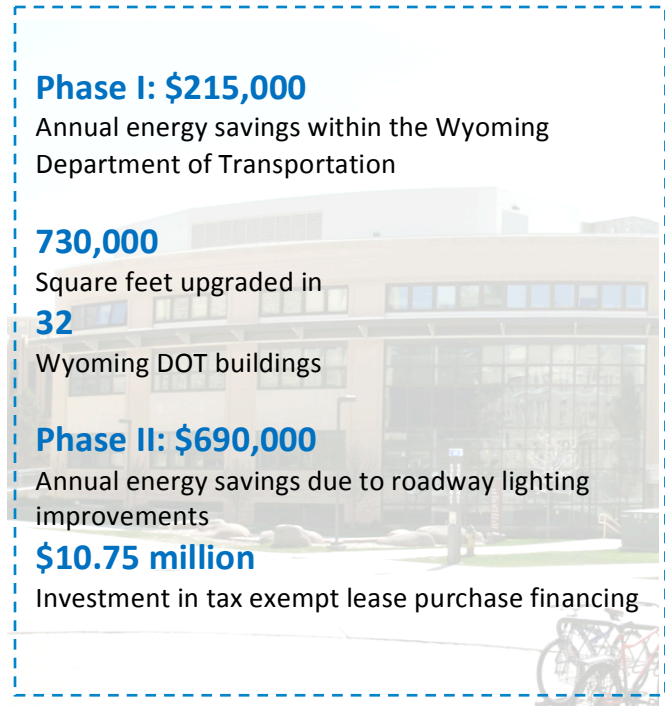 Phase I: $215,000
Annual energy savings within the Wyoming
Department of Transportation
730,000
Square feet upgraded in
32
Wyoming DOT buildings
Phase II: $690,000
Annual energy savings due to roadway lighting
improvements
$10.75 million
Investment in tax exempt lease purchase financing